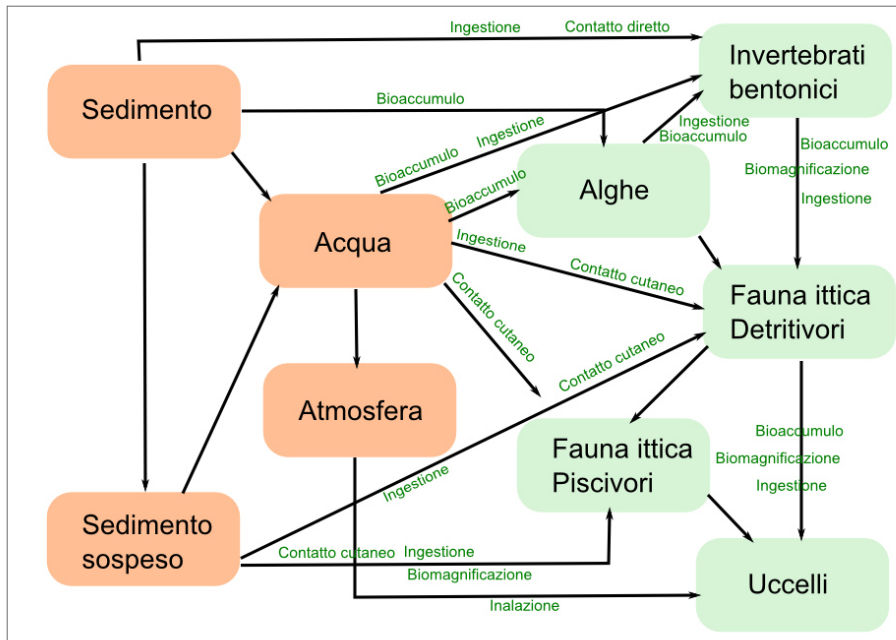 Ingestione Contatto diretto
Invertebrati
bentonici
Sedimento
Bioaccumulo
Ingestione
Bioaccumulo
Ingestione
Bioaccumulo
Bioaccumulo
Biomagnificazione
Ingestione
Alghe
Bioaccumulo
Acqua
Ingestione
Contatto cutaneo
Contatto cutaneo
Fauna ittica
Detritivori
Contatto cutaneo
Atmosfera
Ingestione
Fauna ittica
Piscivori
Bioaccumulo
Biomagnificazione
Ingestione
Sedimento
sospeso
Contatto cutaneo Ingestione
Biomagnificazione
Inalazione
Uccelli